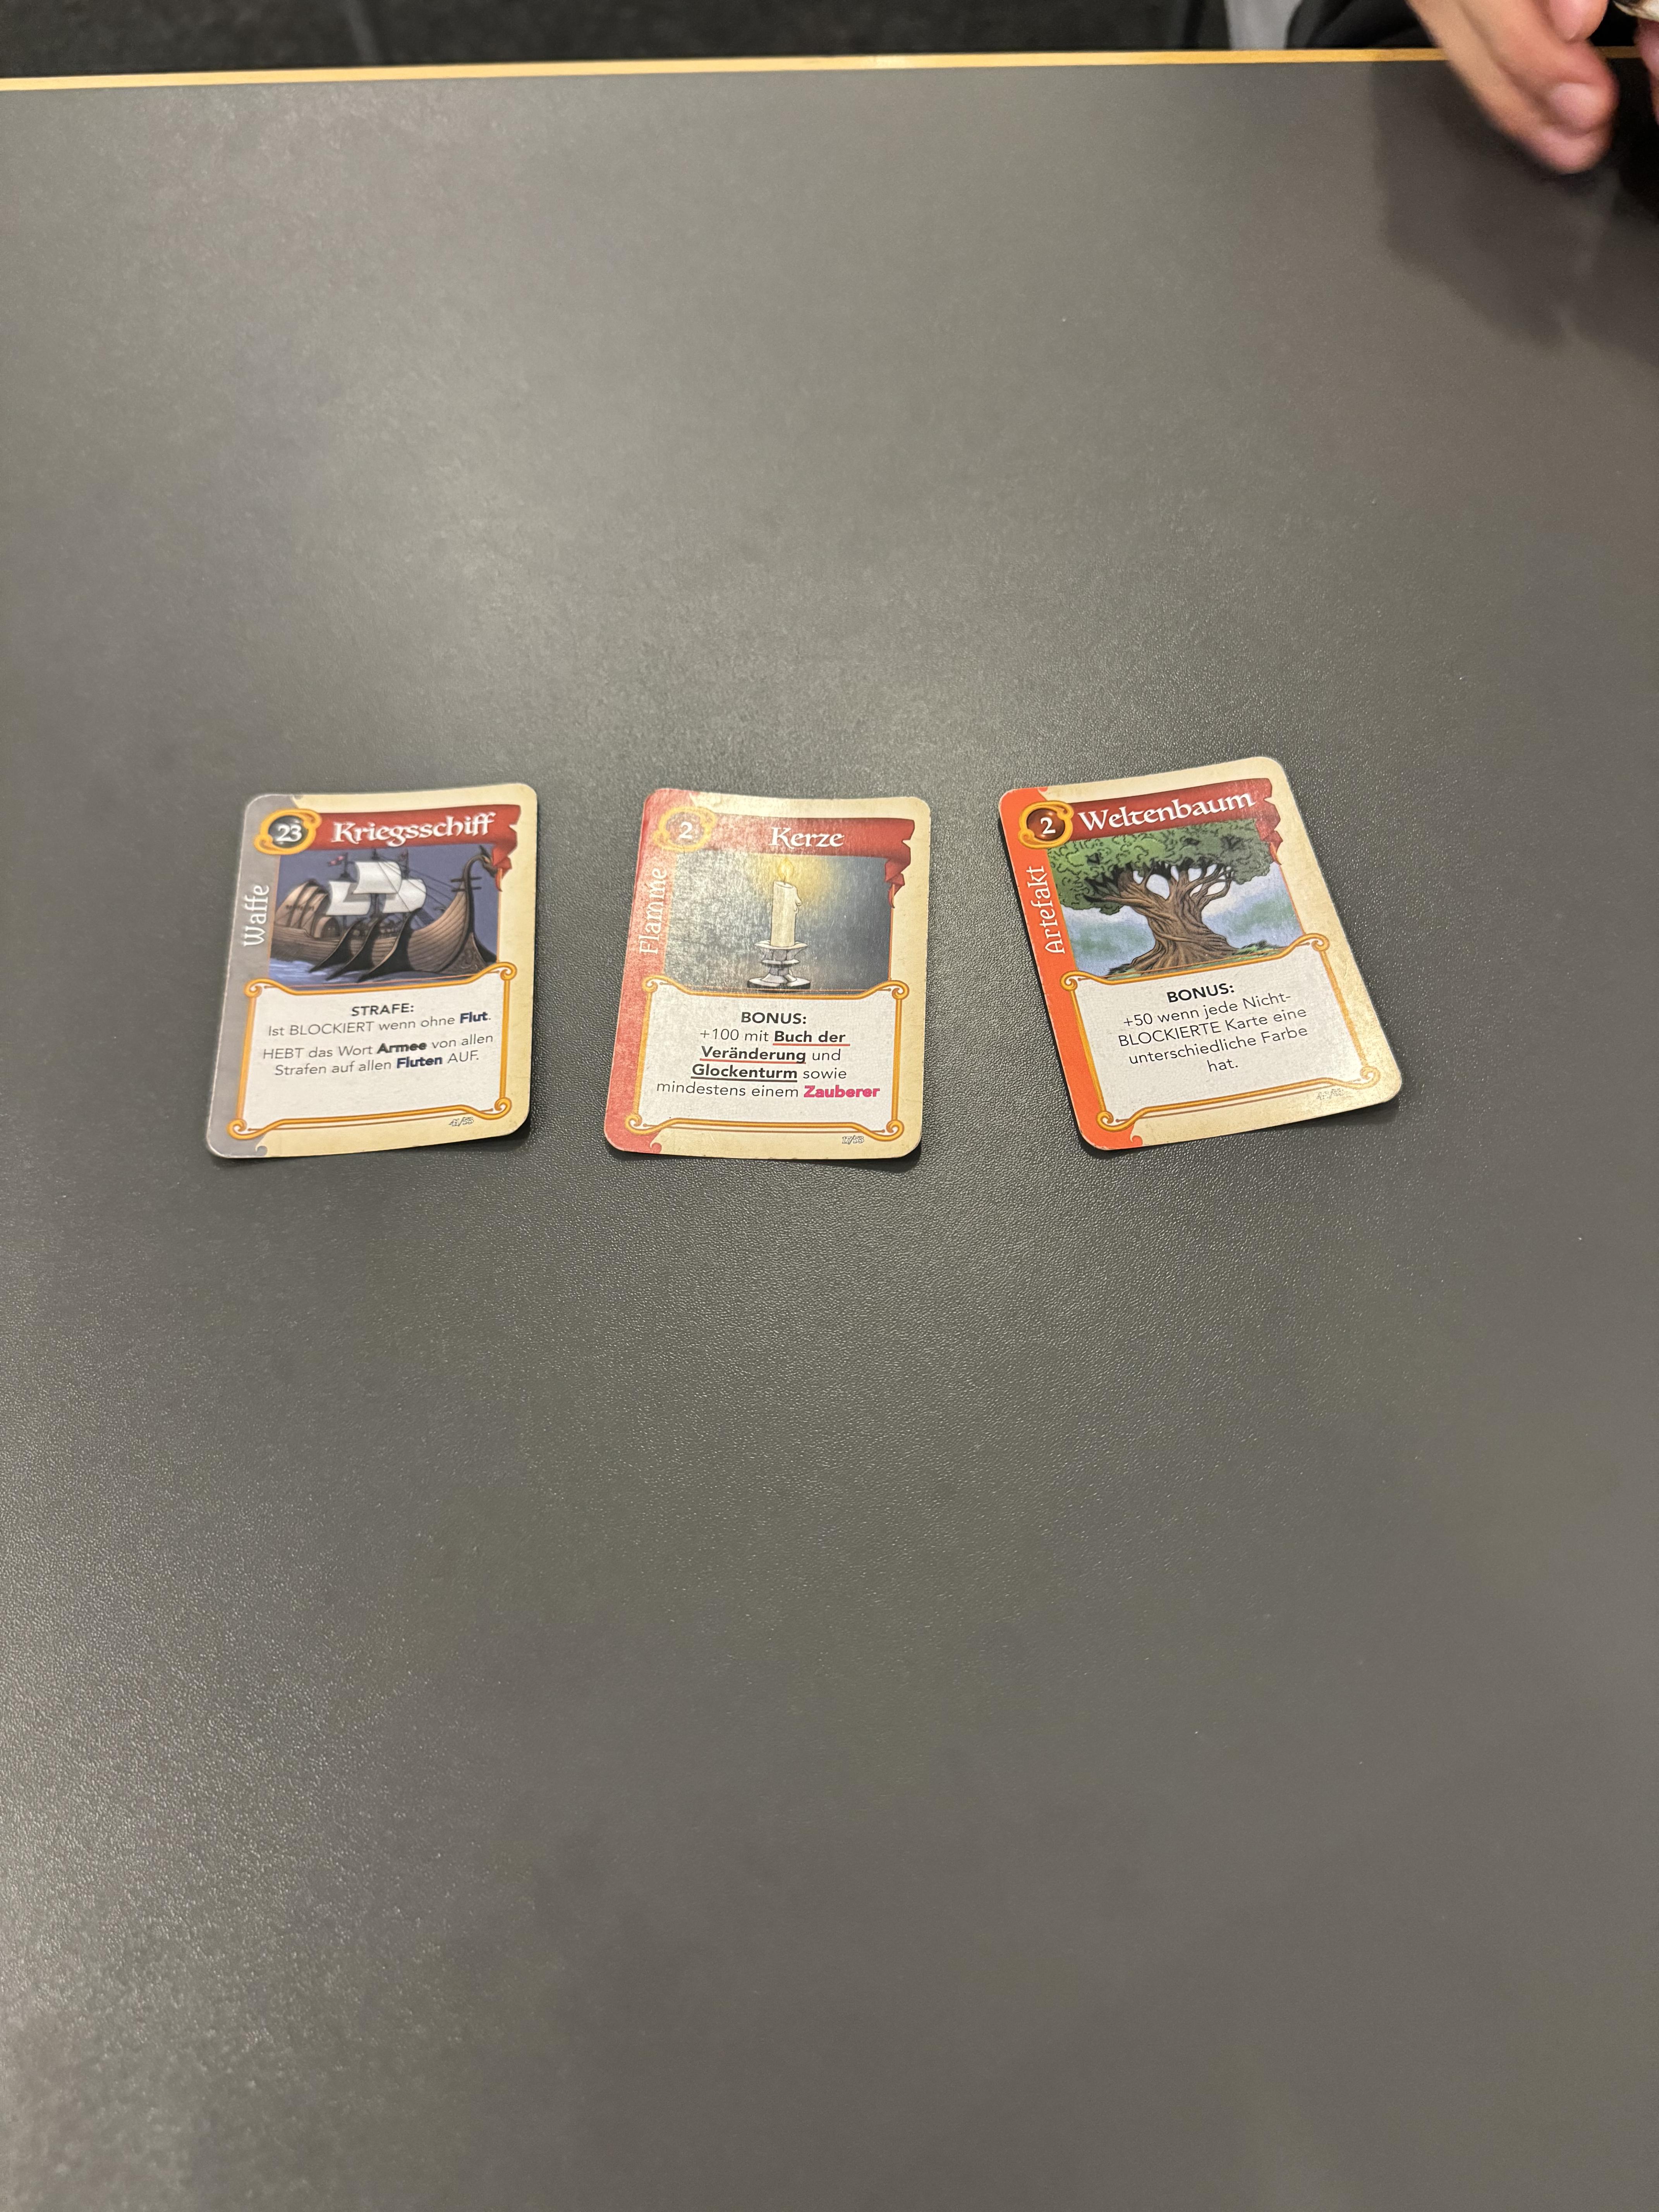 23
Kriegsschiff
Waffe
STRAFE:
Ist BLOCKIERT wenn ohne Flut.
HEBT das Wort Armee von allen
Strafen auf allen Fluten AUF.
2
Kerze
Flamme
BONUS:
+100 mit Buch der
Veränderung und
Glockenturm sowie
mindestens einem Zauberer
2
Weltenbaum
Artefakt
BONUS:
+50 wenn jede Nicht-
BLOCKIERTE Karte eine
unterschiedliche Farbe
hat.